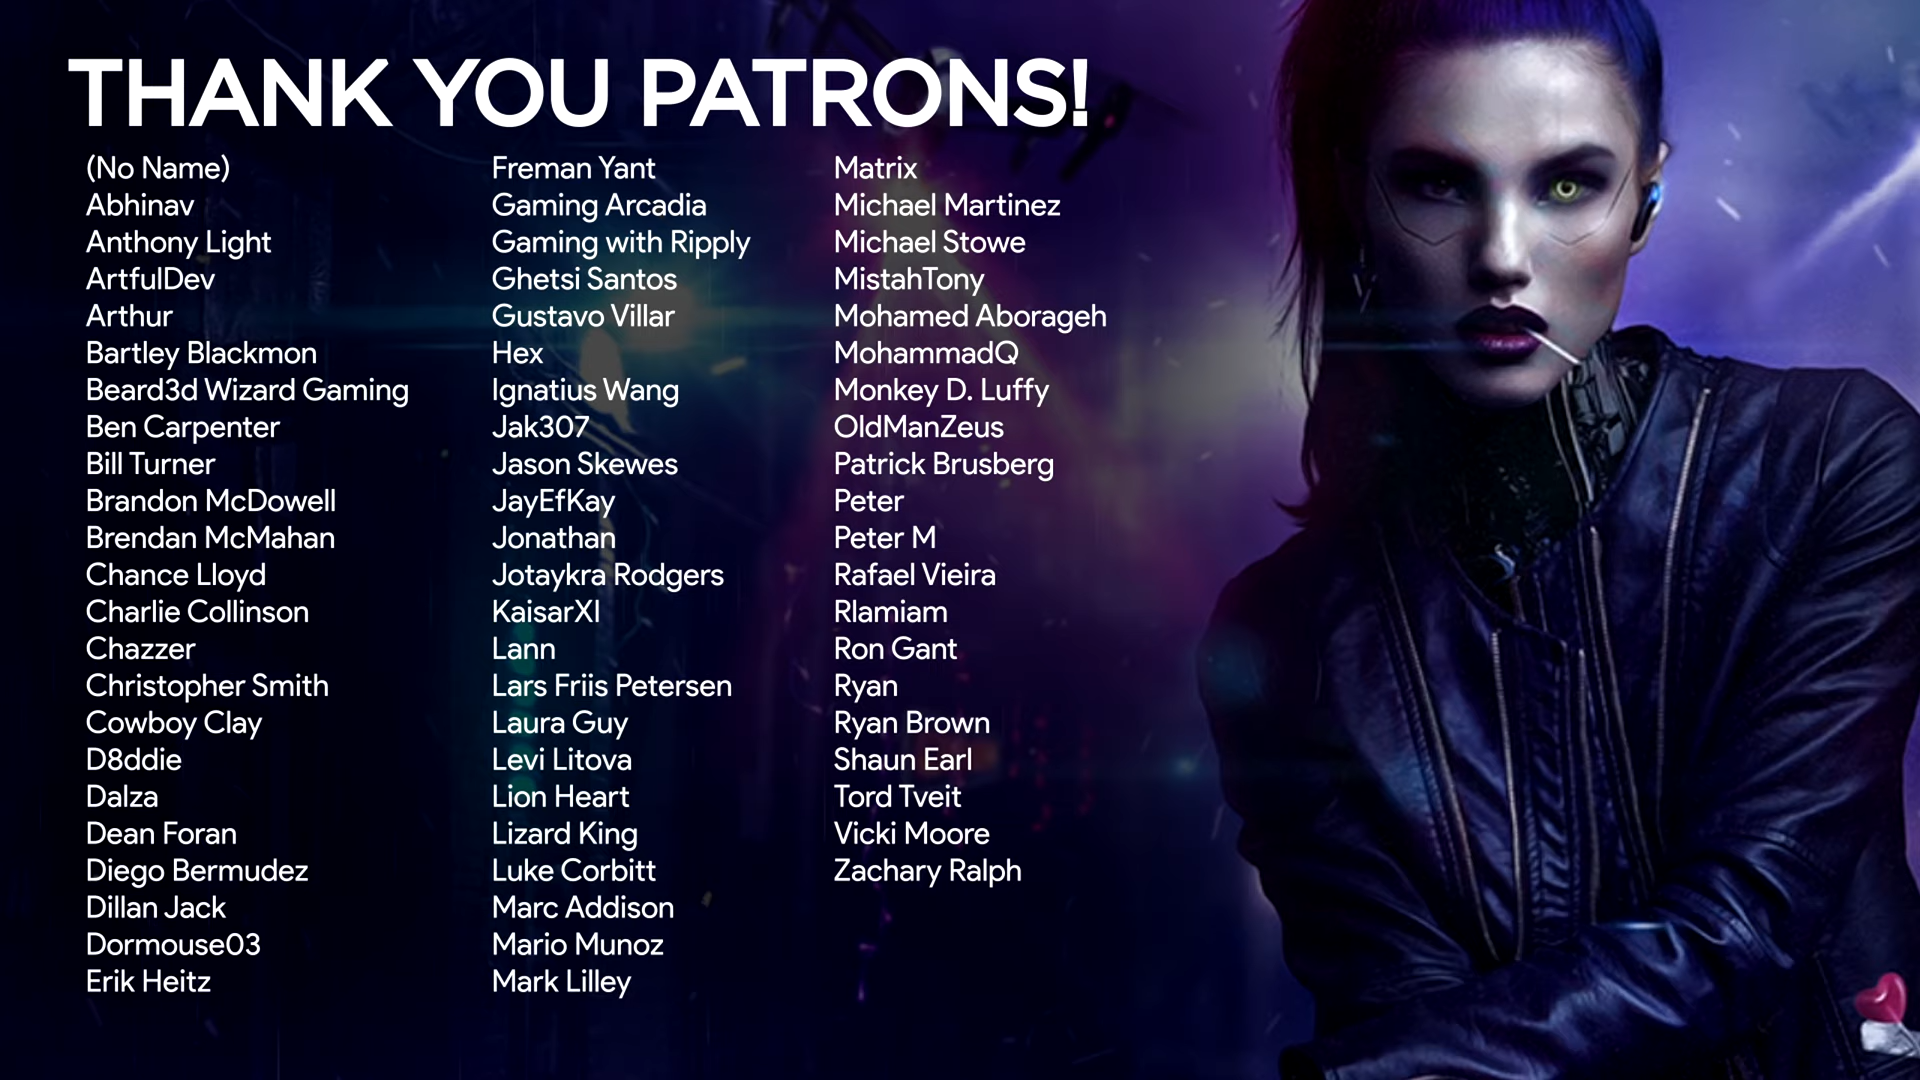 THANK YOU PATRONS!
(No Name)
Abhinav
Anthony Light
ArtfulDev
Arthur
Bartley Blackmon
Beard3d Wizard Gaming
Ben Carpenter
Bill Turner
Brandon McDowell
Brendan McMahan
Chance Lloyd
Charlie Collinson
Chazzer
Christopher Smith
Cowboy Clay
D8ddie
Dalza
Dean Foran
Diego Bermudez
Dillan Jack
Dormouse03
Erik Heitz
Freman Yant
Gaming Arcadia
Gaming with Ripply
Ghetsi Santos
Gustavo Villar
Hex
Ignatius Wang
Jak307
Jason Skewes
JayEfKay
Jonathan
Jotaykra Rodgers
KaisarXI
Lann
Lars Friis Petersen
Laura Guy
Levi Litova
Lion Heart
Lizard King
Luke Corbitt
Marc Addison
Mario Munoz
Mark Lilley
Matrix
Michael Martinez
Michael Stowe
MistahTony
Mohamed Aborageh
MohammadQ
Monkey D. Luffy
OldManZeus
Patrick Brusberg
Peter
Peter M
Rafael Vieira
Rlamiam
Ron Gant
Ryan
Ryan Brown
Shaun Earl
Tord Tveit
Vicki Moore
Zachary Ralph